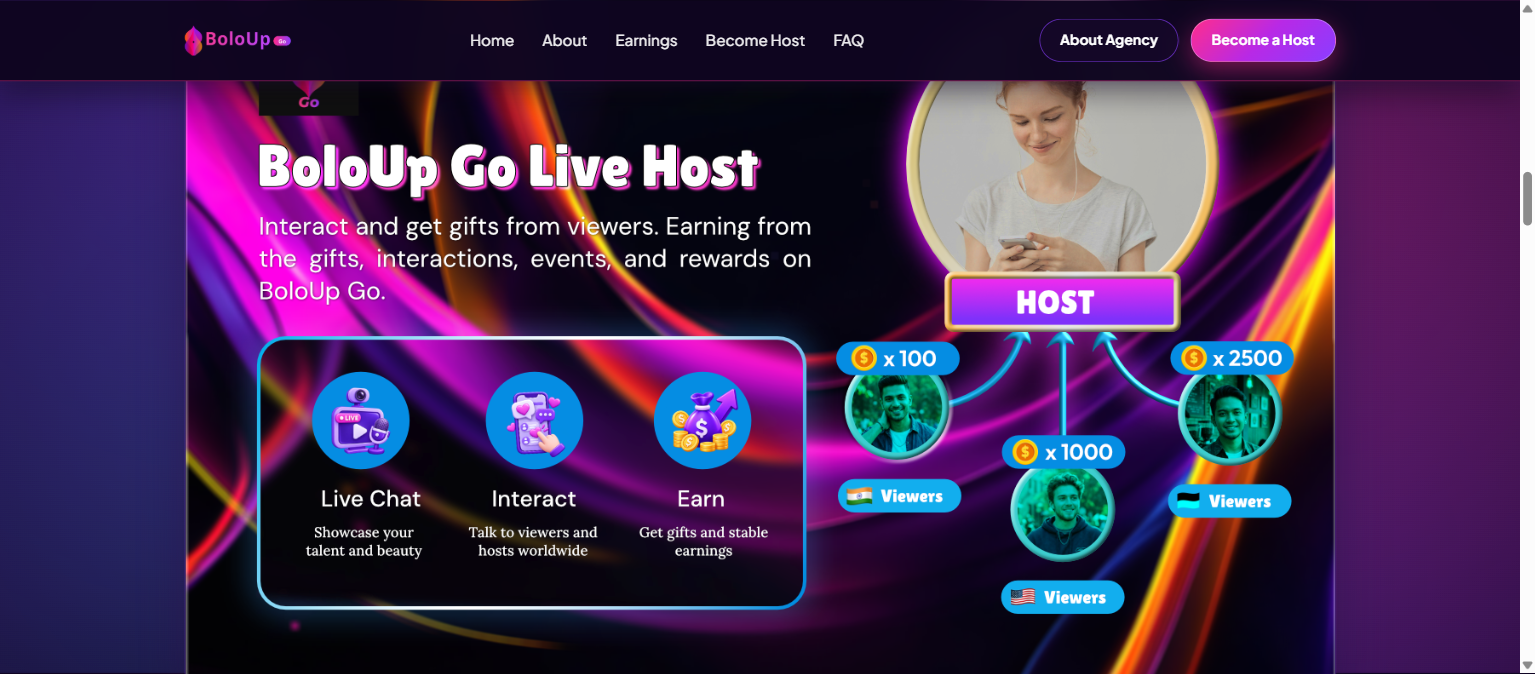 BoloUp Go
Home
About
Earnings
Become Host
FAQ
About Agency
Become a Host
Go
BoloUp Go Live Host
Interact and get gifts from viewers. Earning from
the gifts, interactions, events, and rewards on
BoloUp Go.
LIVE
Live Chat
Showcase your
talent and beauty
Interact
Talk to viewers and
hosts worldwide
Earn
Get gifts and stable
earnings
HOST
x 100
Viewers
x 1000
Viewers
x 2500
Viewers